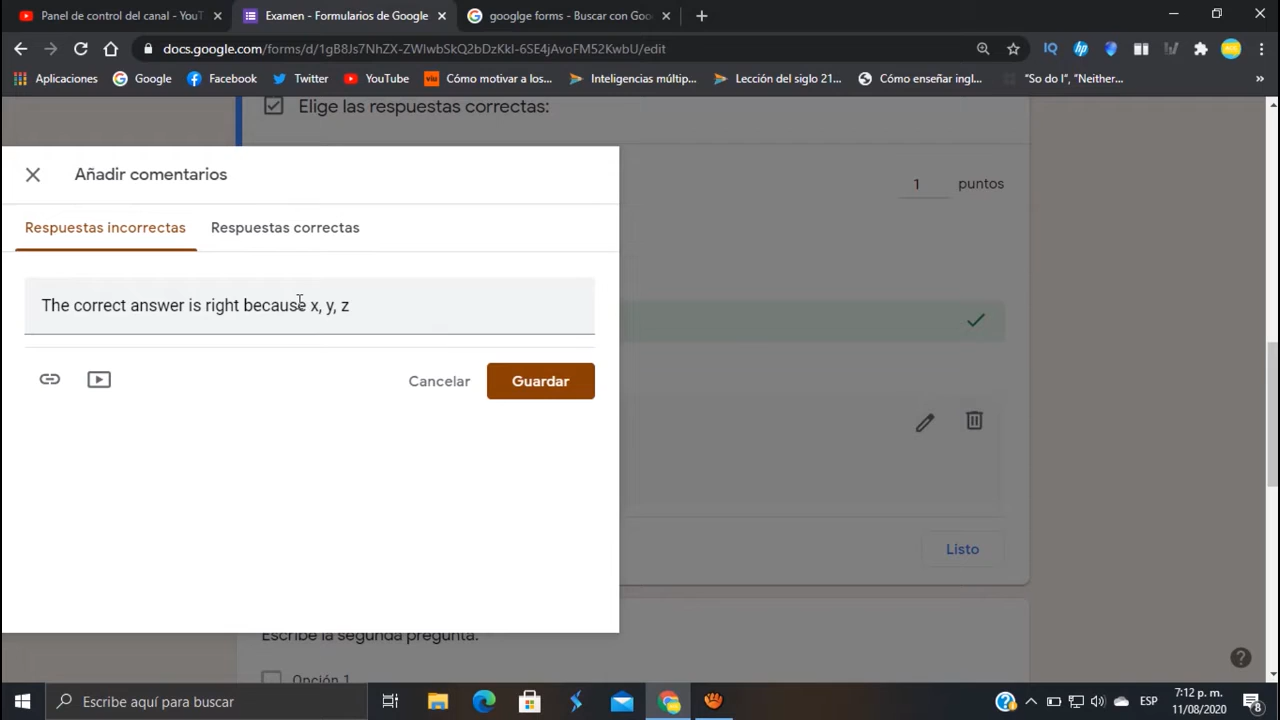 Panel de control del canal - YouT
Examen - Formularios de Google
googlge forms - Buscar con Goo
docs.google.com/forms/d/1gB8Js7NhZX-ZWlwbSkQ2bDzKkl-6SE4jAvoFM52KwbU/edit
Aplicaciones
Google
Facebook
Twitter
YouTube
Cómo motivar a los...
Inteligencias múltip...
Lección del siglo 21...
Cómo enseñar ingl...
"So do I", "Neither...
»
Elige las respuestas correctas:
Añadir comentarios
1 puntos
Respuestas incorrectas
Respuestas correctas
The correct answer is right because x, y, z
Cancelar
Guardar
Listo
Escribe la segunda pregunta.
Opción 1
Escribe aquí para buscar
ESP
7:12 p. m.
11/08/2020
8